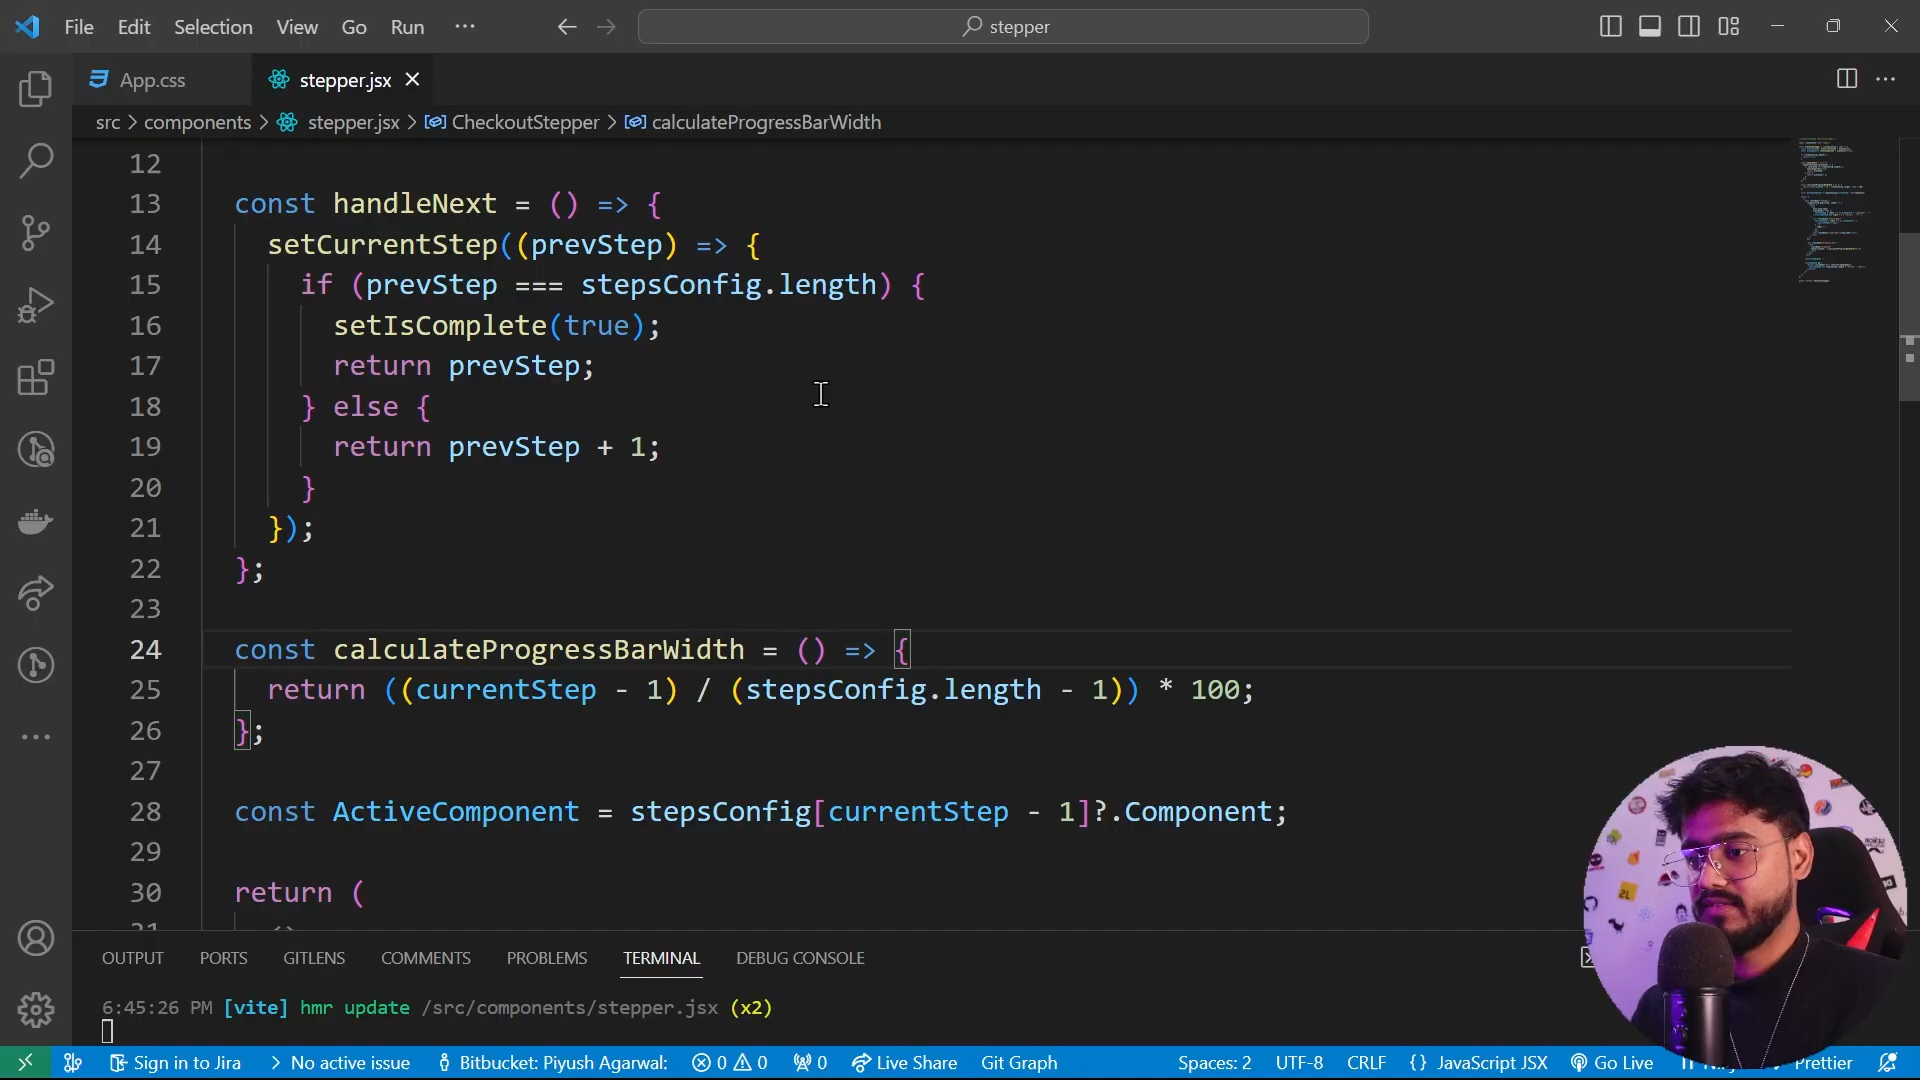 File Edit Selection View Go Run ··· stepper
App.css stepper.jsx
src > components > stepper.jsx > CheckoutStepper > calculateProgressBarWidth
12
13 const handleNext = () => {
14 setCurrentStep((prevStep) => {
15 if (prevStep === stepsConfig.length) {
16 setIsComplete(true);
17 return prevStep;
18 } else {
19 return prevStep + 1;
20 }
21 });
22 };
23
24 const calculateProgressBarWidth = () => {
25 return ((currentStep - 1) / (stepsConfig.length - 1)) * 100;
26 };
27
28 const ActiveComponent = stepsConfig[currentStep - 1]?.Component;
29
30 return (
31 <>
OUTPUT PORTS GITLENS COMMENTS PROBLEMS TERMINAL DEBUG CONSOLE
6:45:26 PM [vite] hmr update /src/components/stepper.jsx (x2)
Sign in to Jira > No active issue Bitbucket: Piyush Agarwal: 0 0 0 Live Share Git Graph Spaces: 2 UTF-8 CRLF {} JavaScript JSX Go Live Prettier